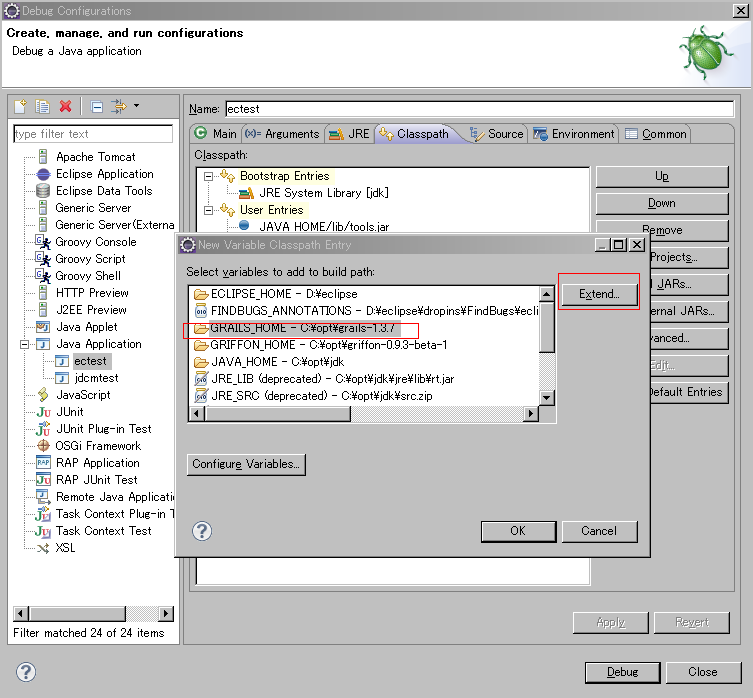 Debug Configurations
Create, manage, and run configurations
Debug a Java application
Name: ectest
type filter text
Main (x)= Arguments JRE Classpath Source Environment Common
Apache Tomcat
Eclipse Application
Eclipse Data Tools
Generic Server
Generic Server(Externa
Groovy Console
Groovy Script
Groovy Shell
HTTP Preview
J2EE Preview
Java Applet
Java Application
ectest
jdcmtest
JavaScript
JUnit
JUnit Plug-in Test
OSGi Framework
RAP Application
RAP JUnit Test
Remote Java Applicati
Task Context Plug-in T
Task Context Test
XSL
Filter matched 24 of 24 items
Classpath:
Bootstrap Entries
JRE System Library [jdk]
User Entries
JAVA HOME/lib/tools.jar
Up
Down
Remove
Projects...
JARs...
ernal JARs...
vanced...
Edit...
Default Entries
New Variable Classpath Entry
Select variables to add to build path:
ECLIPSE_HOME - D:¥eclipse
FINDBUGS_ANNOTATIONS - D:¥eclipse¥dropins¥FindBugs¥ecli
GRAILS_HOME - C:¥opt¥grails-1.3.7
GRIFFON_HOME - C:¥opt¥griffon-0.9.3-beta-1
JAVA_HOME - C:¥opt¥jdk
JRE_LIB (deprecated) - C:¥opt¥jdk¥jre¥lib¥rt.jar
JRE_SRC (deprecated) - C:¥opt¥jdk¥src.zip
Extend...
Configure Variables...
OK Cancel
Apply Revert
Debug Close